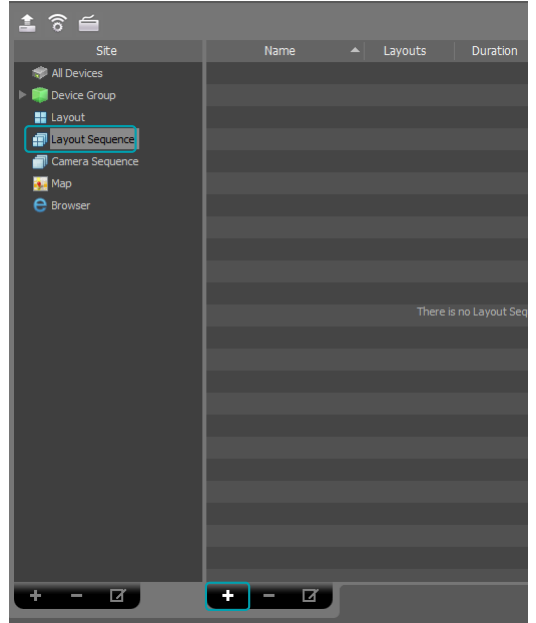 Site
Name Layouts Duration
All Devices
Device Group
Layout
Layout Sequence
Camera Sequence
Map
Browser
There is no Layout Seq